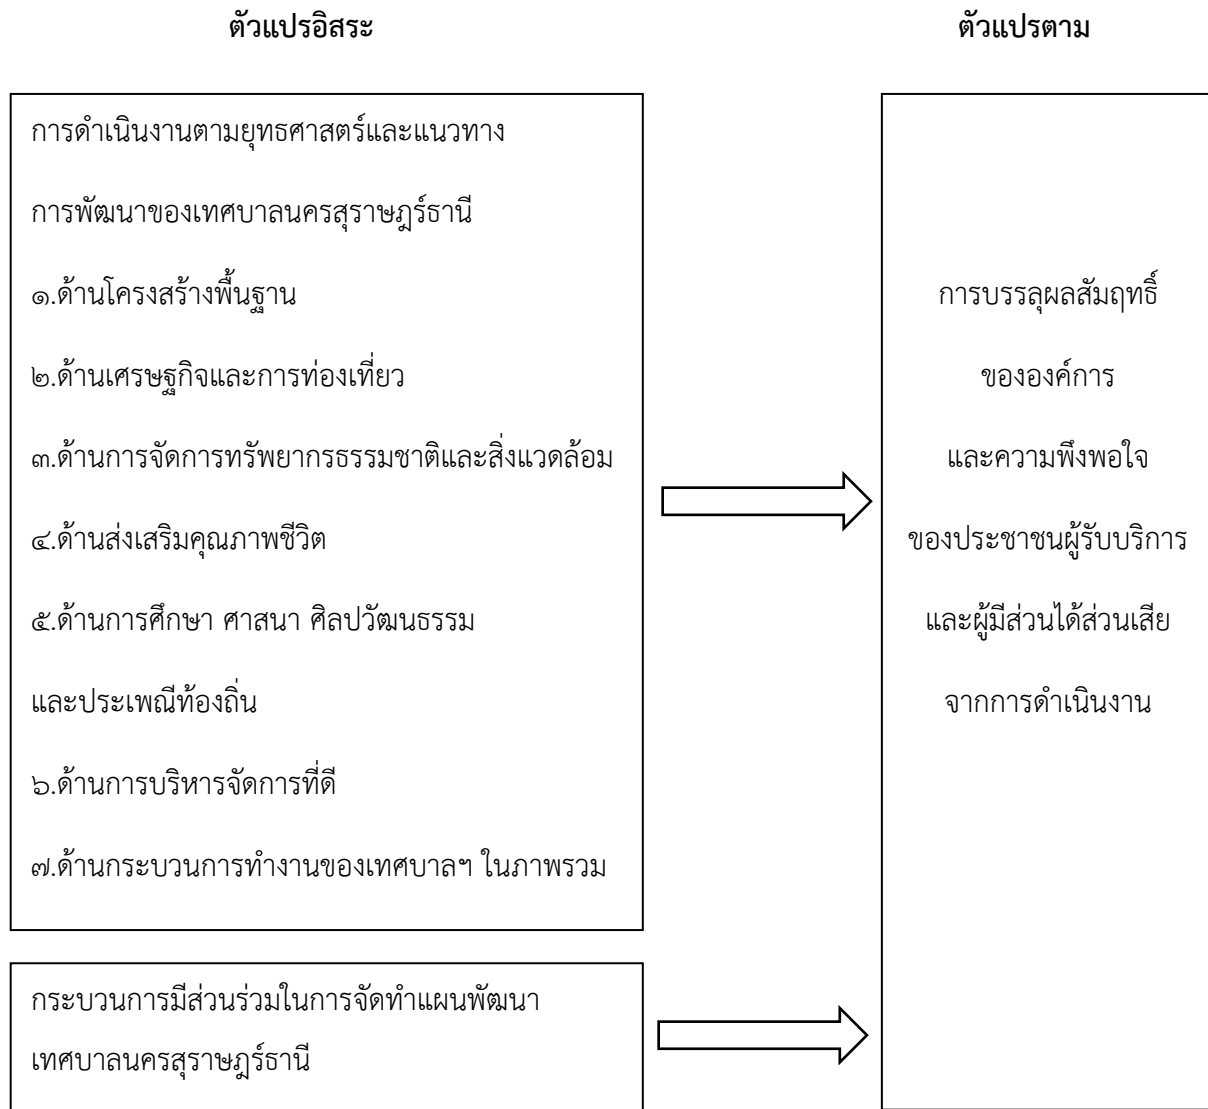 ตัวแปรอิสระ
ตัวแปรตาม
การดำเนินงานตามยุทธศาสตร์และแนวทาง
การพัฒนาของเทศบาลนครสุราษฎร์ธานี
๑.ด้านโครงสร้างพื้นฐาน
๒.ด้านเศรษฐกิจและการท่องเที่ยว
๓.ด้านการจัดการทรัพยากรธรรมชาติและสิ่งแวดล้อม
๔.ด้านส่งเสริมคุณภาพชีวิต
๕.ด้านการศึกษา ศาสนา ศิลปวัฒนธรรม
และประเพณีท้องถิ่น
๖.ด้านการบริหารจัดการที่ดี
๗.ด้านกระบวนการทำงานของเทศบาลฯ ในภาพรวม
กระบวนการมีส่วนร่วมในการจัดทำแผนพัฒนา
เทศบาลนครสุราษฎร์ธานี
การบรรลุผลสัมฤทธิ์
ขององค์การ
และความพึงพอใจ
ของประชาชนผู้รับบริการ
และผู้มีส่วนได้ส่วนเสีย
จากการดำเนินงาน